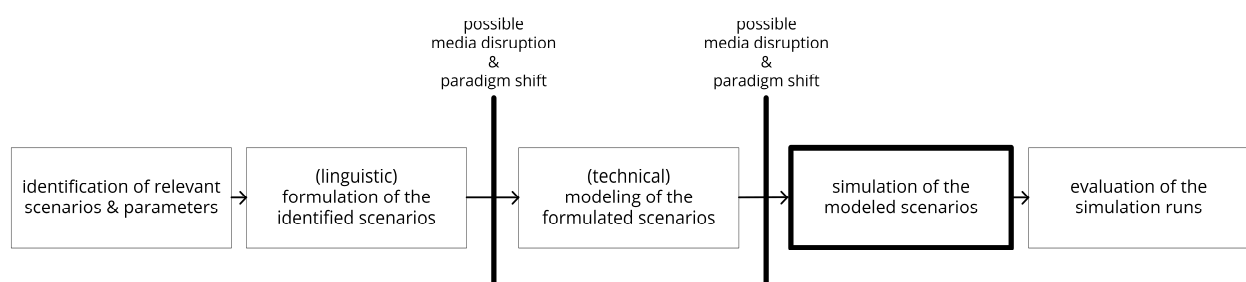 possible
media disruption
&
paradigm shift
possible
media disruption
&
paradigm shift
identification of relevant
scenarios & parameters
(linguistic)
formulation of the
identified scenarios
(technical)
modeling of the
formulated scenarios
simulation of the
modeled scenarios
evaluation of the
simulation runs